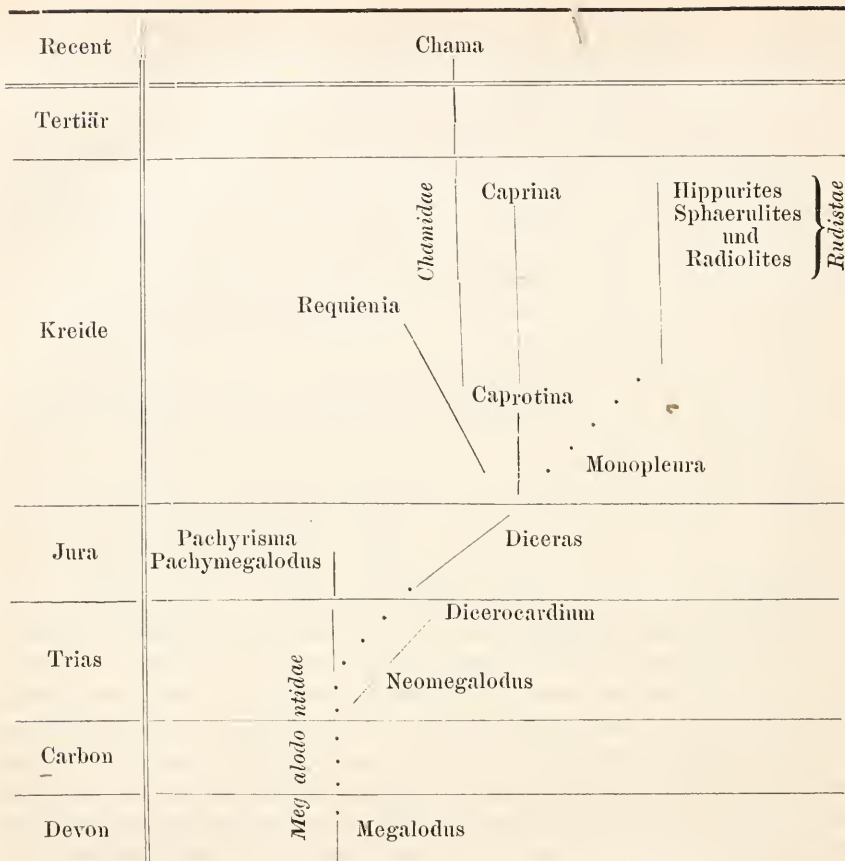 Recent
Chama
Tertiär
Kreide
Chamidae
Caprina
Hippurites
Sphaerulites
und
Radiolites
Rudistae
Requienia
Caprotina
Monopleura
Jura
Pachyrisma
Pachymegalodus
Diceras
Trias
Dicerocardium
Neomegalodus
Megalodontidae
Carbon
Devon
Megalodus